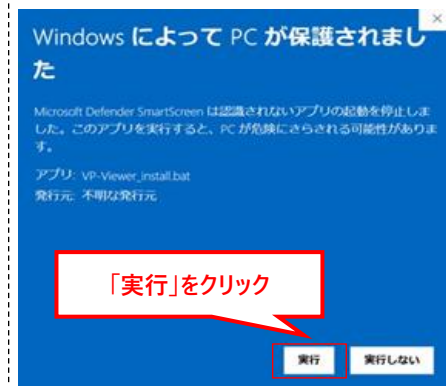 Windows によって PC が保護されまし
た
Microsoft Defender SmartScreen は認識されないアプリの起動を停止しま
した。このアプリを実行すると、PC が危険にさらされる可能性がありま
す。
アプリ: VP-Viewer_install.bat
発行元: 不明な発行元
「実行」をクリック
実行 実行しない